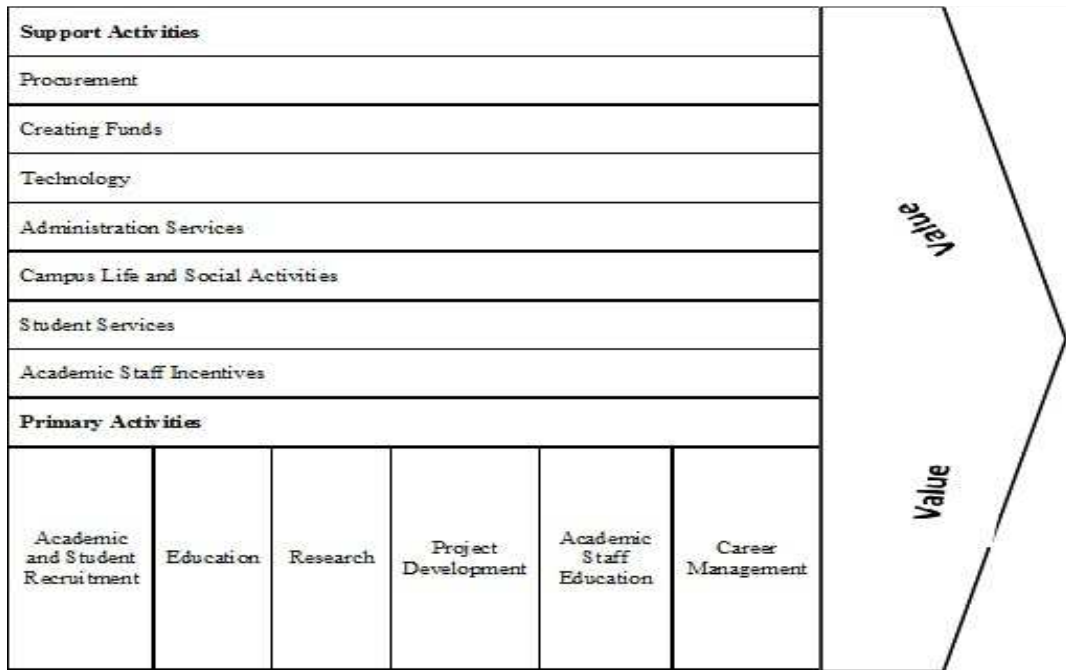 Support Activities
Procurement
Creating Funds
Technology
Administration Services
Campus Life and Social Activities
Student Services
Academic Staff Incentives
Primary Activities
Academic
and Student
Recruitment
Education
Research
Project
Development
Academic
Staff
Education
Career
Management
Value
Value